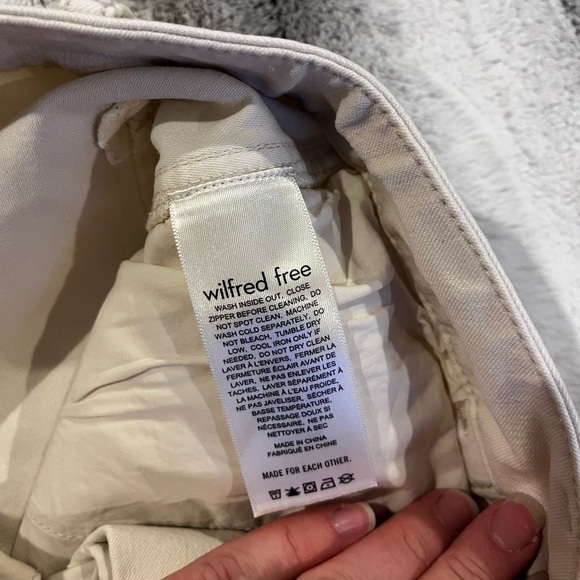 wilfred free
WASH INSIDE OUT, CLOSE
ZIPPER BEFORE CLEANING, DO
NOT SPOT CLEAN, MACHINE
WASH COLD SEPARATELY, DO
NOT BLEACH, TUMBLE DRY
LOW, COOL IRON ONLY IF
NEEDED, DO NOT DRY CLEAN
LAVER À L'ENVERS, FERMER LA
FERMETURE ÉCLAIR AVANT DE
LAVER, NE PAS ENLEVER LES
TACHES, LAVER SÉPARÉMENT À
LA MACHINE À L'EAU FROIDE,
NE PAS JAVELISER, SÉCHER À
BASSE TEMPÉRATURE,
REPASSAGE DOUX SI
NÉCESSAIRE, NE PAS
NETTOYER À SEC
MADE IN CHINA
FABRIQUÉ EN CHINE
MADE FOR EACH OTHER.